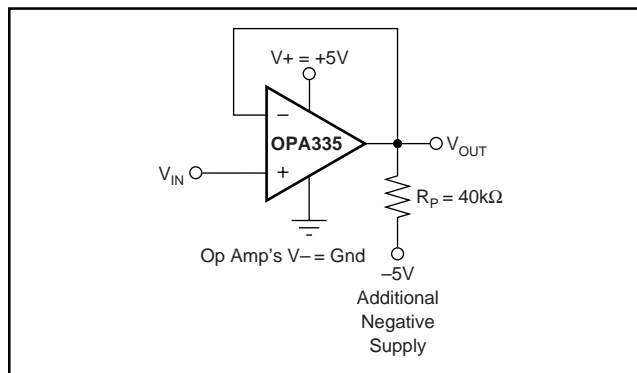 V+ = +5V
−
OPA335
+
V_IN
V_OUT
R_P = 40kΩ
Op Amp's V− = Gnd
−5V
Additional
Negative
Supply